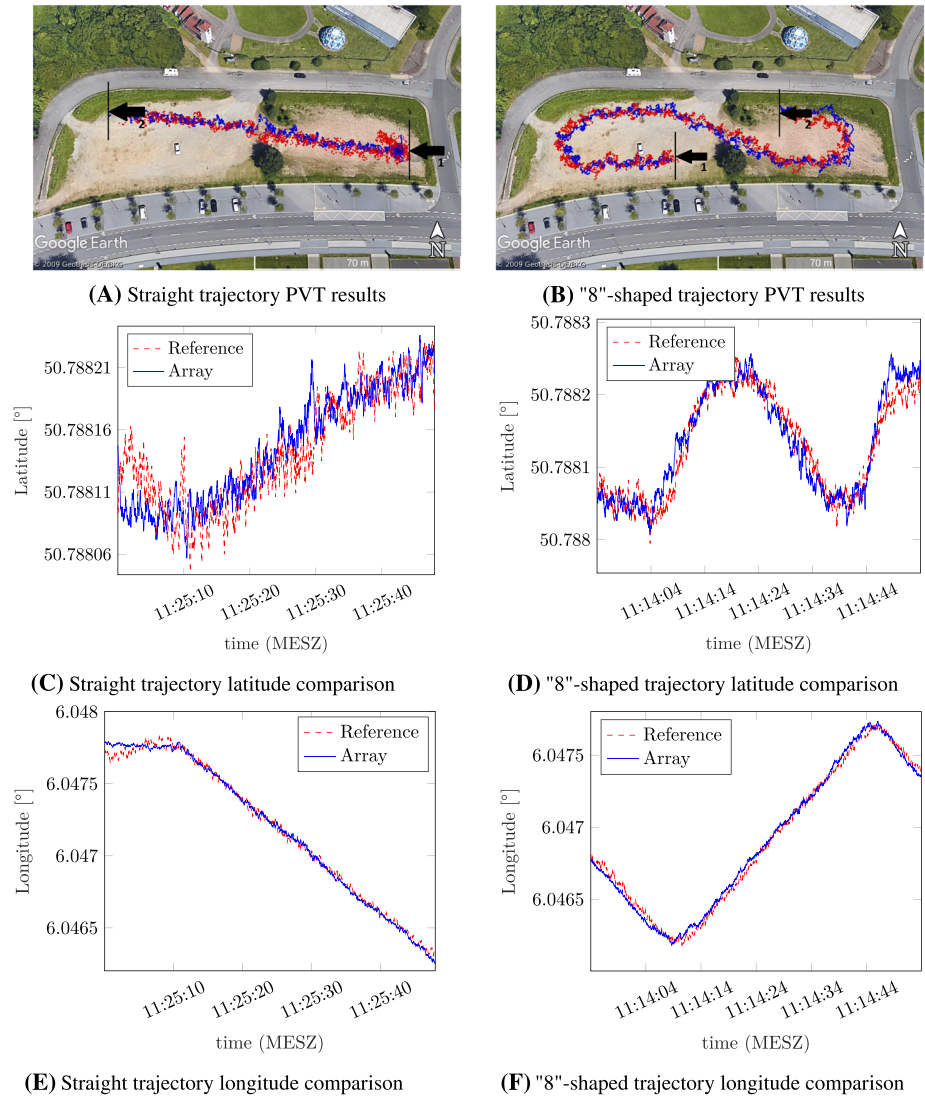 2
1
Google Earth
© 2009 GeoBasis-DE/BKG
70 m
N
1
2
Google Earth
© 2009 GeoBasis-DE/BKG
70 m
N
(A) Straight trajectory PVT results
(B) "8"-shaped trajectory PVT results
Reference
Array
50.78821
50.78816
50.78811
50.78806
Latitude [°]
11:25:10
11:25:20
11:25:30
11:25:40
time (MESZ)
Reference
Array
50.7883
50.7882
50.7881
50.788
Latitude [°]
11:14:04
11:14:14
11:14:24
11:14:34
11:14:44
time (MESZ)
(C) Straight trajectory latitude comparison
(D) "8"-shaped trajectory latitude comparison
Reference
Array
6.048
6.0475
6.047
6.0465
Longitude [°]
11:25:10
11:25:20
11:25:30
11:25:40
time (MESZ)
Reference
Array
6.0475
6.047
6.0465
Longitude [°]
11:14:04
11:14:14
11:14:24
11:14:34
11:14:44
time (MESZ)
(E) Straight trajectory longitude comparison
(F) "8"-shaped trajectory longitude comparison